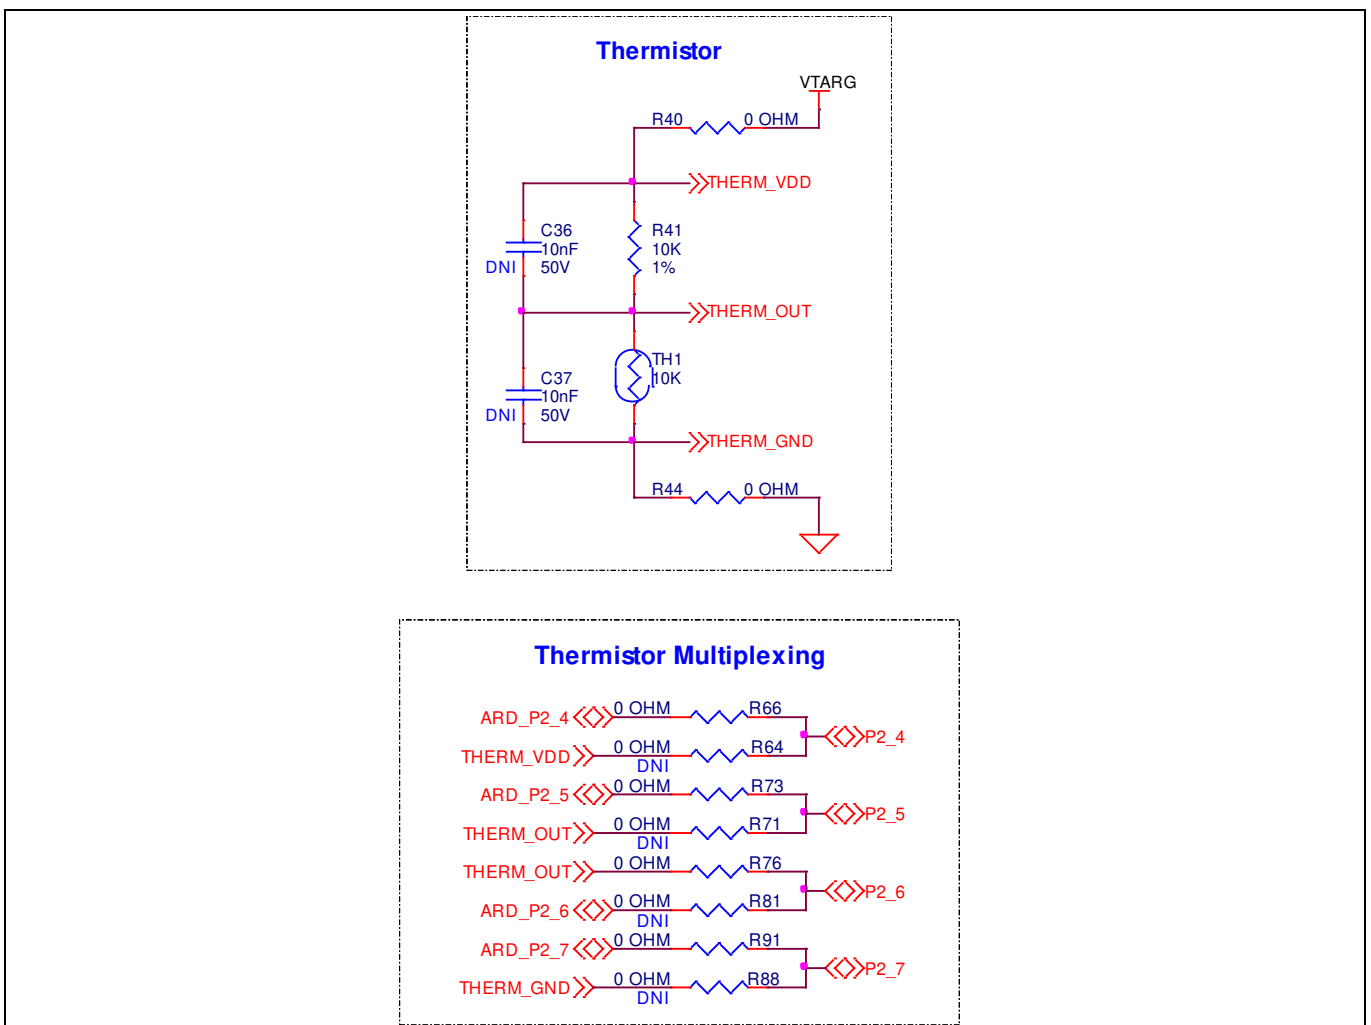 Thermistor
VTARG
R40 0 OHM
THERM_VDD
C36
10nF
DNI 50V
R41
10K
1%
THERM_OUT
TH1
10K
C37
10nF
DNI 50V
THERM_GND
R44 0 OHM
Thermistor Multiplexing
ARD_P2_4 0 OHM R66
P2_4
THERM_VDD 0 OHM R64
DNI
ARD_P2_5 0 OHM R73
P2_5
THERM_OUT 0 OHM R71
DNI
THERM_OUT 0 OHM R76
P2_6
ARD_P2_6 0 OHM R81
DNI
ARD_P2_7 0 OHM R91
P2_7
THERM_GND 0 OHM R88
DNI